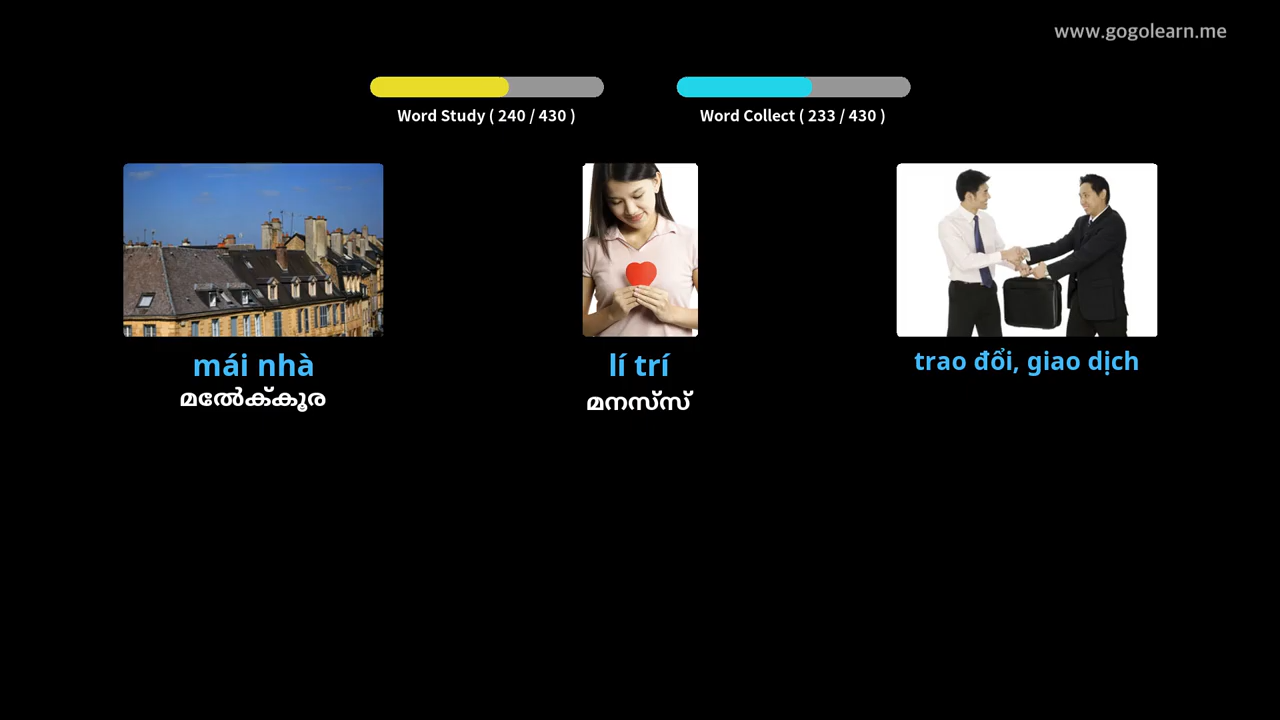 www.gogolearn.me
Word Study ( 240 / 430 )
Word Collect ( 233 / 430 )
mái nhà
മേൽക്കൂര
lí trí
മനസ്സ്
trao đổi, giao dịch